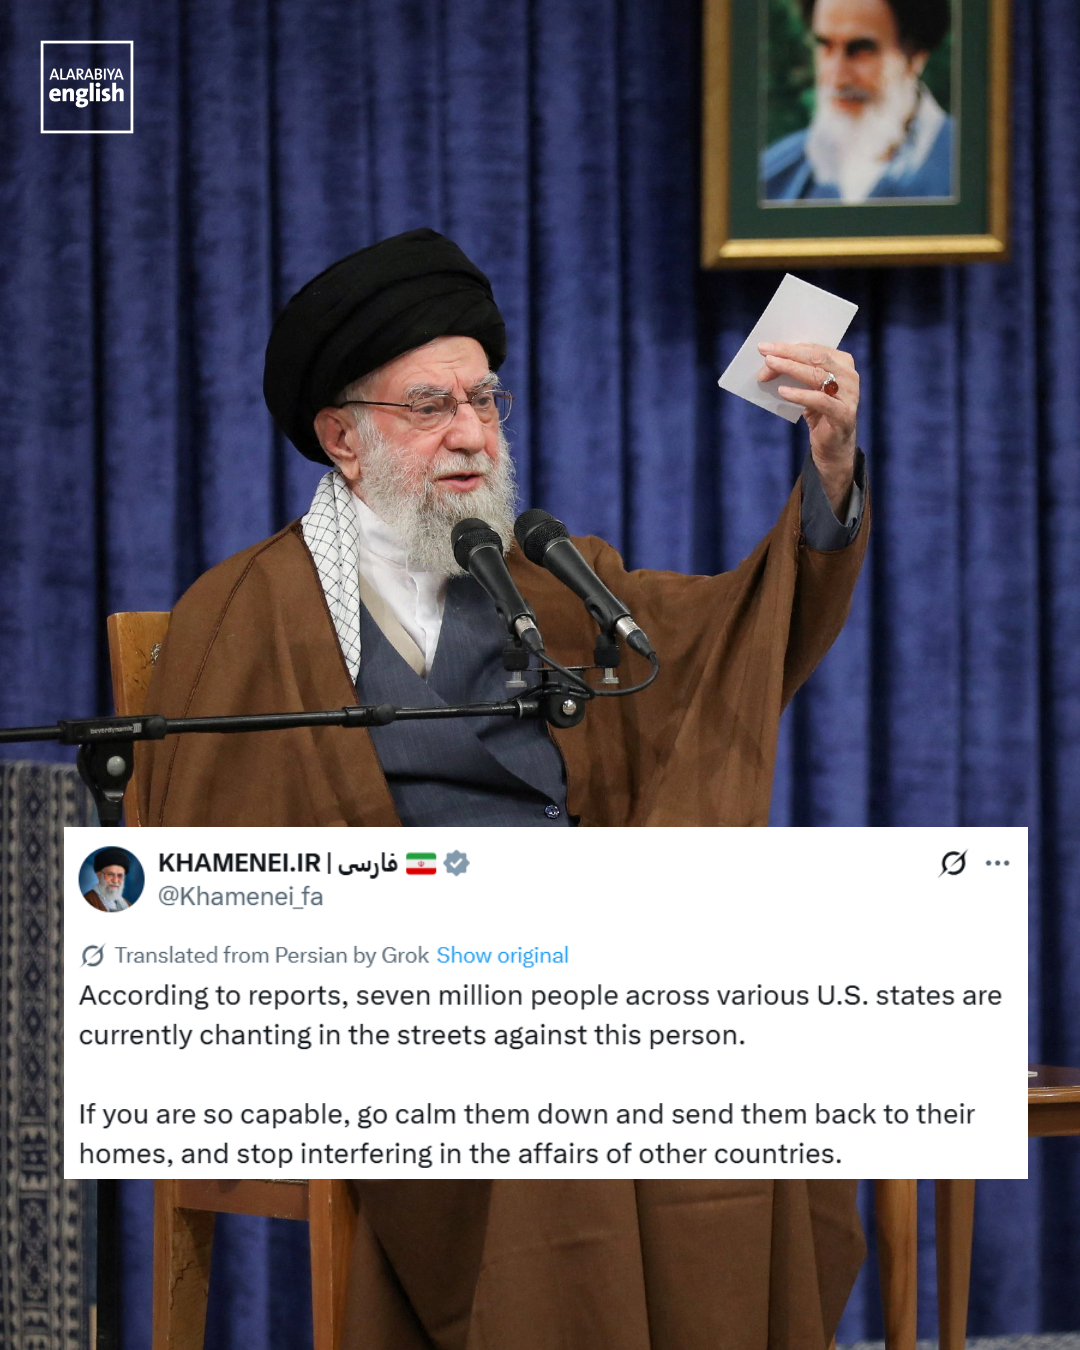 ALARABIYA
english
beyerdynamic
KHAMENEI.IR | فارسی
@Khamenei_fa
Translated from Persian by Grok Show original
According to reports, seven million people across various U.S. states are
currently chanting in the streets against this person.
If you are so capable, go calm them down and send them back to their
homes, and stop interfering in the affairs of other countries.